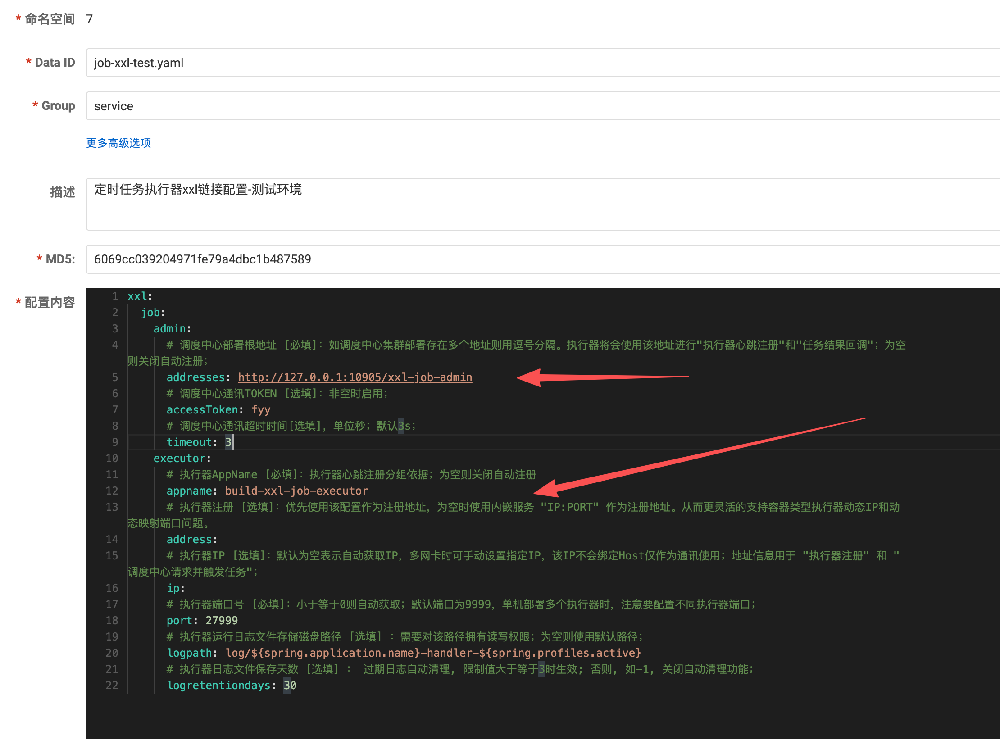 * 命名空间 7
* Data ID job-xxl-test.yaml
* Group service
更多高级选项
描述 定时任务执行器xxl链接配置-测试环境
* MD5: 6069cc039204971fe79a4dbc1b487589
* 配置内容
1 xxl:
2 job:
3 admin:
4 # 调度中心部署根地址 [必填]：如调度中心集群部署存在多个地址则用逗号分隔。执行器将会使用该地址进行"执行器心跳注册"和"任务结果回调"；为空
则关闭自动注册；
5 addresses: http://127.0.0.1:10905/xxl-job-admin
6 # 调度中心通讯TOKEN [选填]：非空时启用；
7 accessToken: fyy
8 # 调度中心通讯超时时间[选填]，单位秒；默认3s；
9 timeout: 3
10 executor:
11 # 执行器AppName [必填]：执行器心跳注册分组依据；为空则关闭自动注册
12 appname: build-xxl-job-executor
13 # 执行器注册 [选填]：优先使用该配置作为注册地址，为空时使用内嵌服务 "IP:PORT" 作为注册地址。从而更灵活的支持容器类型执行器动态IP和动
态映射端口问题。
14 address:
15 # 执行器IP [选填]：默认为空表示自动获取IP，多网卡时可手动设置指定IP，该IP不会绑定Host仅作为通讯使用；地址信息用于 "执行器注册" 和 "
调度中心请求并触发任务"；
16 ip:
17 # 执行器端口号 [必填]：小于等于0则自动获取；默认端口为9999，单机部署多个执行器时，注意要配置不同执行器端口；
18 port: 27999
19 # 执行器运行日志文件存储磁盘路径 [选填] ：需要对该路径拥有读写权限；为空则使用默认路径；
20 logpath: log/${spring.application.name}-handler-${spring.profiles.active}
21 # 执行器日志文件保存天数 [选填] ： 过期日志自动清理, 限制值大于等于3时生效; 否则, 如-1, 关闭自动清理功能；
22 logretentiondays: 30